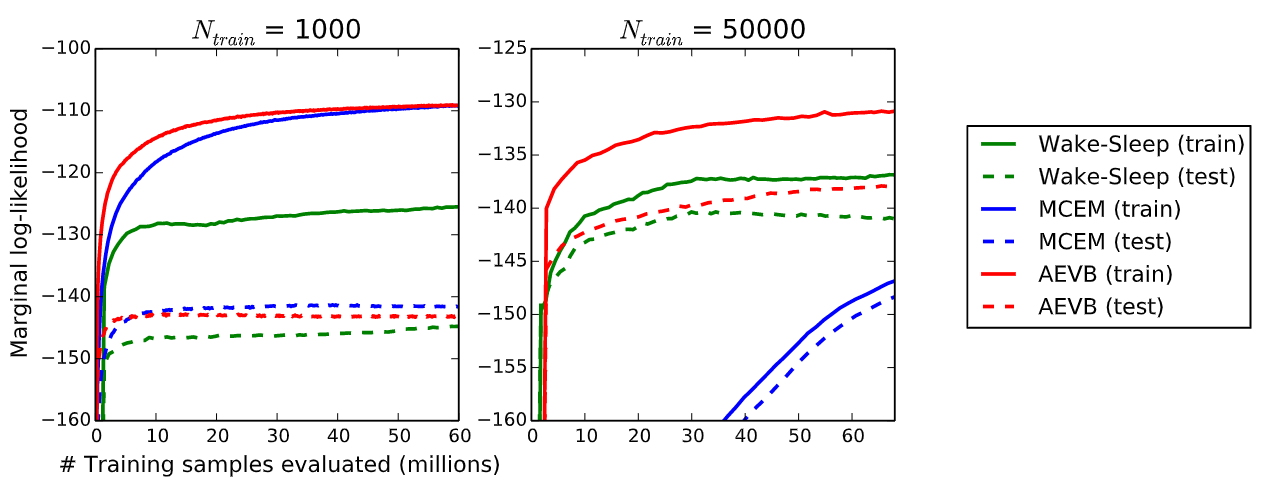 N_train = 1000
−100
−110
−120
−130
−140
−150
−160
0 10 20 30 40 50 60
Marginal log-likelihood
# Training samples evaluated (millions)
N_train = 50000
−125
−130
−135
−140
−145
−150
−155
−160
0 10 20 30 40 50 60
Wake-Sleep (train)
Wake-Sleep (test)
MCEM (train)
MCEM (test)
AEVB (train)
AEVB (test)